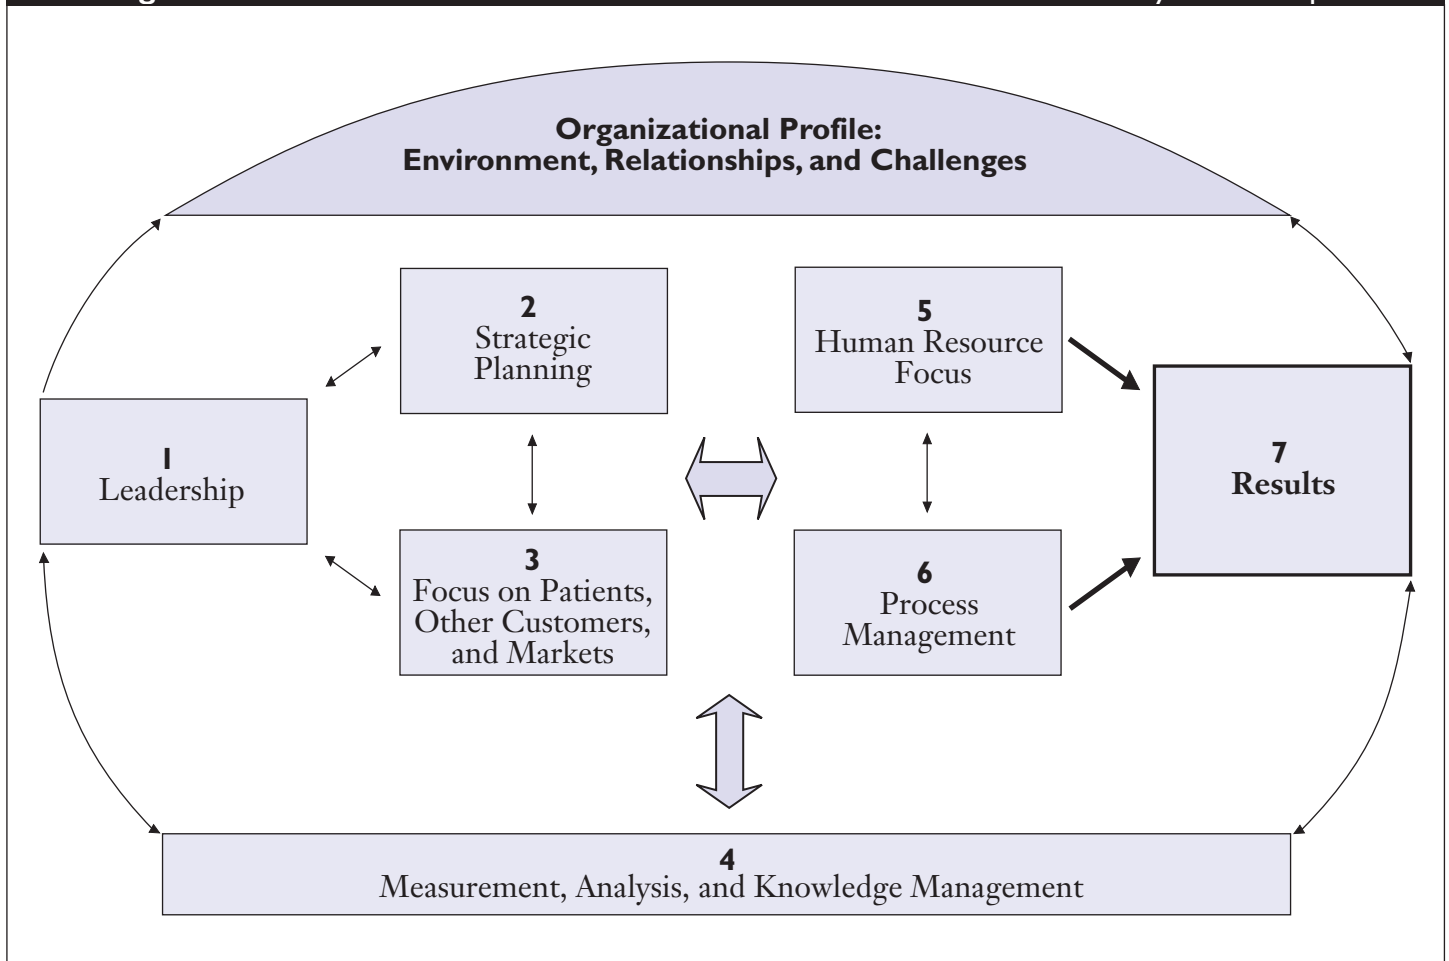 Organizational Profile:
Environment, Relationships, and Challenges
2
Strategic
Planning
5
Human Resource
Focus
1
Leadership
7
Results
3
Focus on Patients,
Other Customers,
and Markets
6
Process
Management
4
Measurement, Analysis, and Knowledge Management